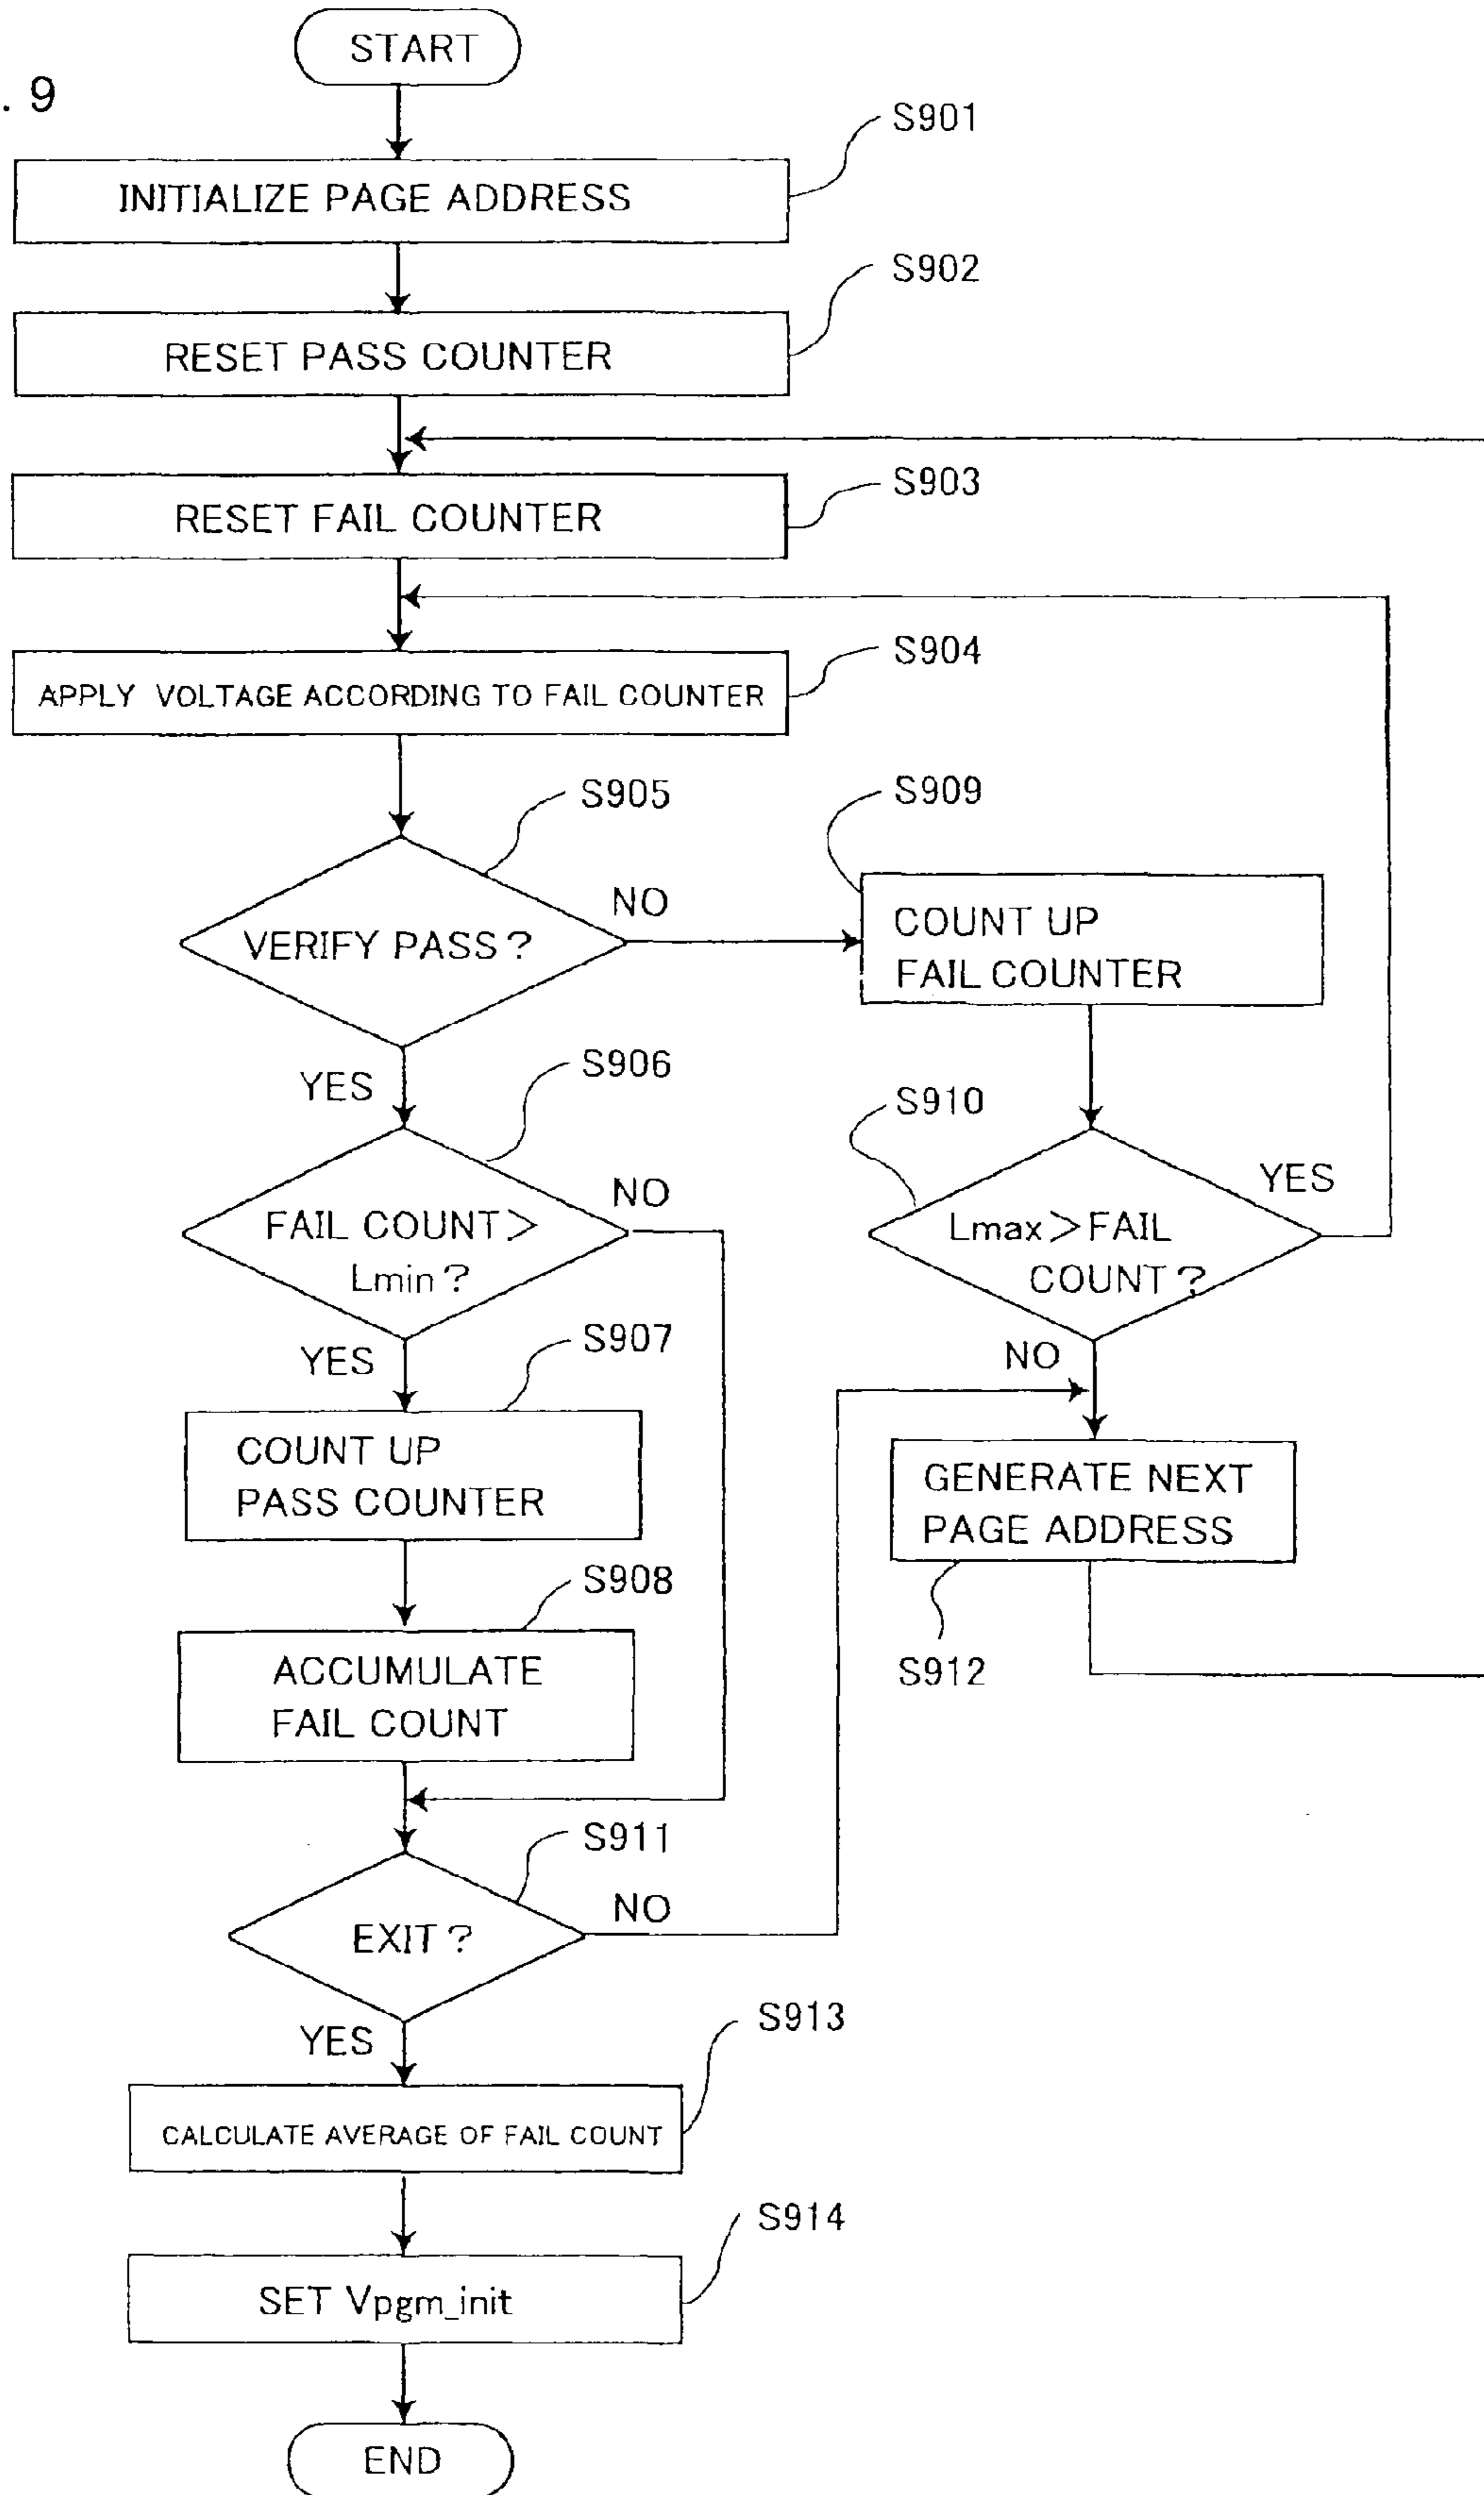 START
. 9
S901
INITIALIZE PAGE ADDRESS
S902
RESET PASS COUNTER
S903
RESET FAIL COUNTER
S904
APPLY VOLTAGE ACCORDING TO FAIL COUNTER
S905
S909
NO
VERIFY PASS?
COUNT UP
FAIL COUNTER
YES
S906
S910
NO
YES
FAIL COUNT>
Lmin?
Lmax>FAIL
COUNT?
YES
S907
NO
COUNT UP
PASS COUNTER
GENERATE NEXT
PAGE ADDRESS
S908
S912
ACCUMULATE
FAIL COUNT
S911
NO
EXIT?
YES
S913
CALCULATE AVERAGE OF FAIL COUNT
S914
SET Vpgm_init
END